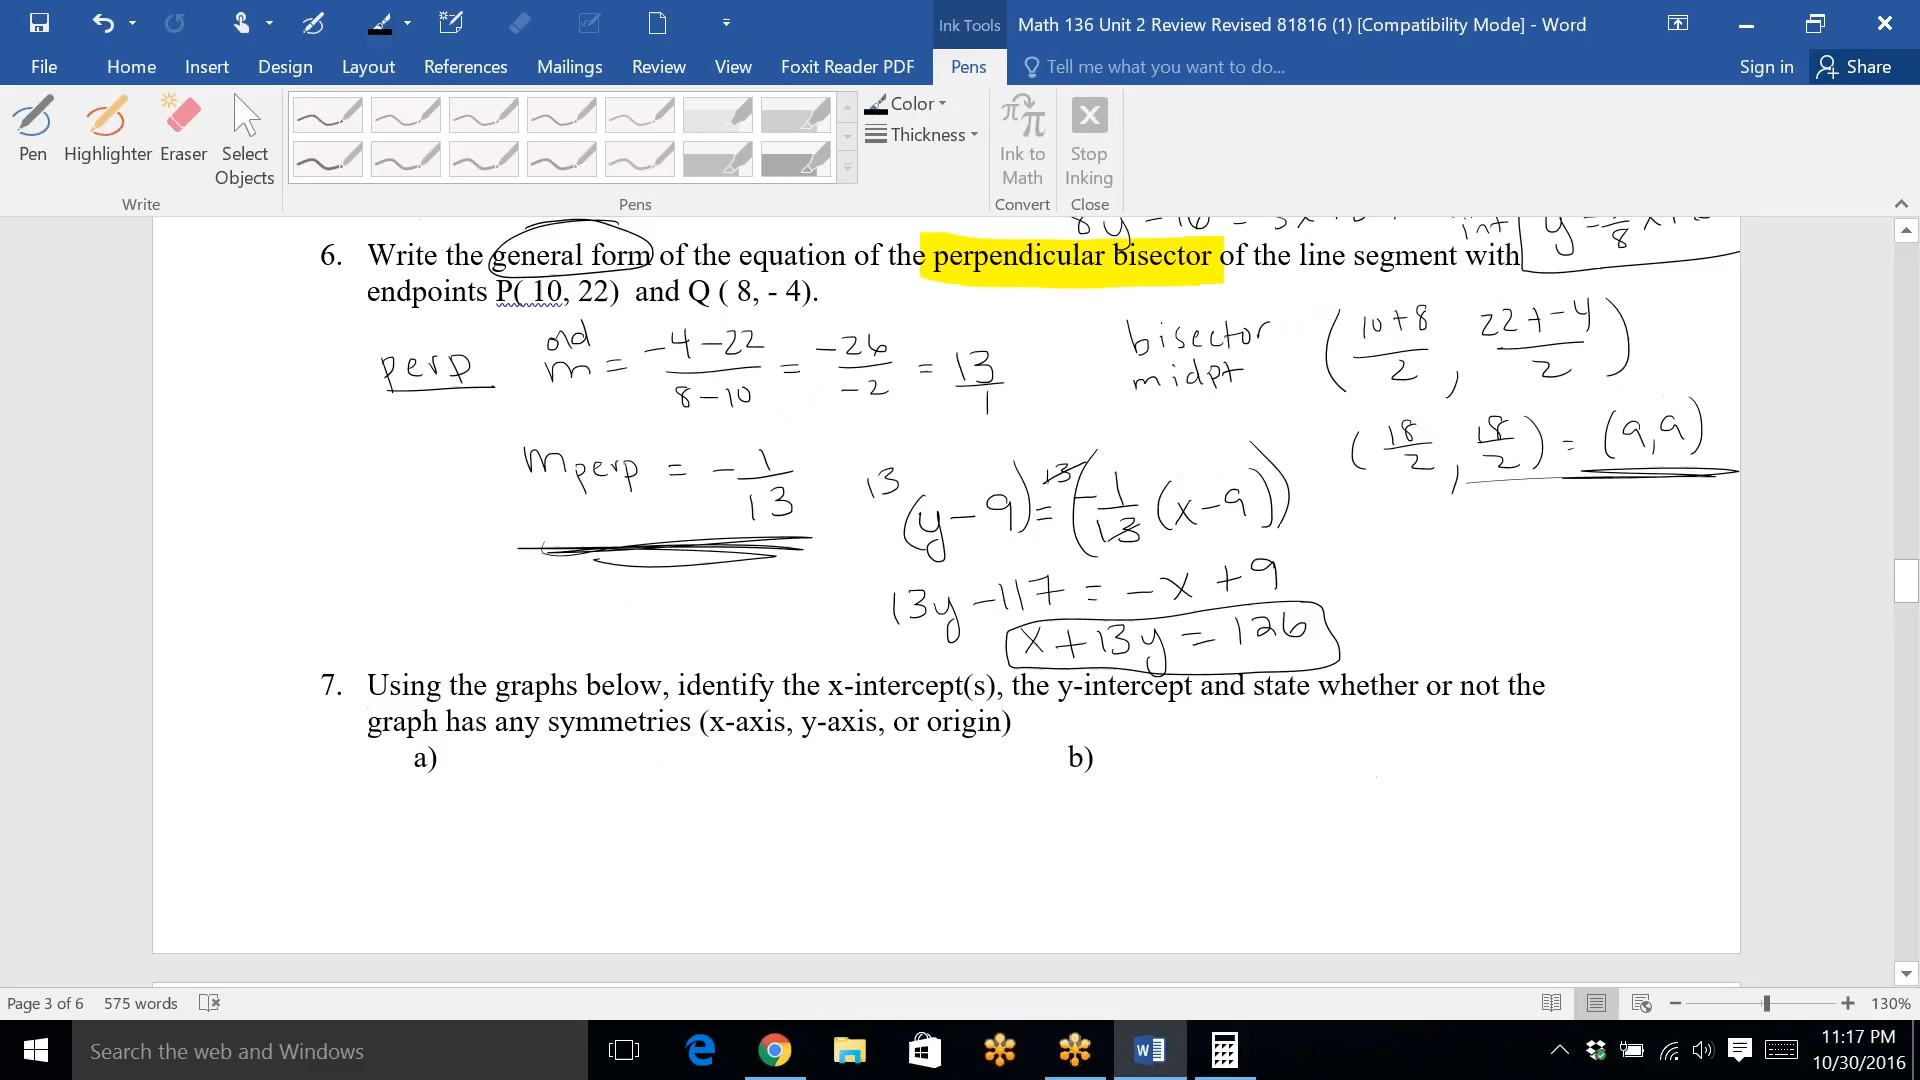 Ink Tools
Math 136 Unit 2 Review Revised 81816 (1) [Compatibility Mode] - Word
File Home Insert Design Layout References Mailings Review View Foxit Reader PDF Pens Tell me what you want to do... Sign in Share
Pen Highlighter Eraser Select Objects
Color
Thickness
Ink to Math
Stop Inking
Write Pens Convert Close
6. Write the general form of the equation of the perpendicular bisector of the line segment with
endpoints P( 10, 22) and Q ( 8, - 4).
perp old m = -4-22 / 8-10 = -26 / -2 = 13 / 1
bisector midpt (10+8 / 2, 22+-4 / 2)
(18/2, 18/2) = (9,9)
m perp = -1/13
13(y-9) = 13(-1/13 (x-9))
13y -117 = -x +9
x+13y = 126
7. Using the graphs below, identify the x-intercept(s), the y-intercept and state whether or not the
graph has any symmetries (x-axis, y-axis, or origin)
a) b)
Page 3 of 6 575 words 130%
Search the web and Windows
11:17 PM
10/30/2016